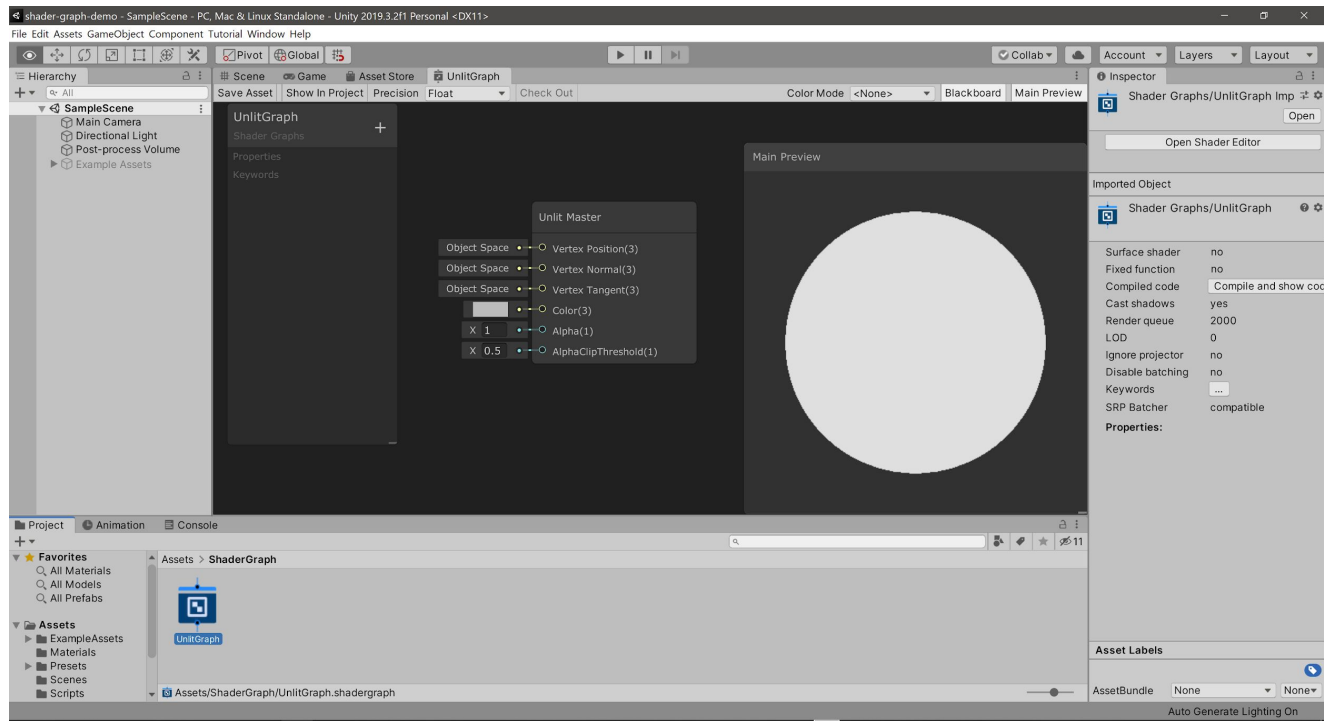 shader-graph-demo - SampleScene - PC, Mac & Linux Standalone - Unity 2019.3.2f1 Personal <DX11>
File Edit Assets GameObject Component Tutorial Window Help
Pivot Global Collab Account Layers Layout
Hierarchy
All
SampleScene
Main Camera
Directional Light
Post-process Volume
Example Assets
Scene Game Asset Store UnlitGraph
Save Asset Show In Project Precision Float Check Out Color Mode <None> Blackboard Main Preview
UnlitGraph
Shader Graphs
Properties
Keywords
Unlit Master
Object Space Vertex Position(3)
Object Space Vertex Normal(3)
Object Space Vertex Tangent(3)
Color(3)
X 1 Alpha(1)
X 0.5 AlphaClipThreshold(1)
Main Preview
Inspector
Shader Graphs/UnlitGraph Imp
Open
Open Shader Editor
Imported Object
Shader Graphs/UnlitGraph
Surface shader no
Fixed function no
Compiled code Compile and show cod
Cast shadows yes
Render queue 2000
LOD 0
Ignore projector no
Disable batching no
Keywords ...
SRP Batcher compatible
Properties:
Project Animation Console
11
Favorites
All Materials
All Models
All Prefabs
Assets
ExampleAssets
Materials
Presets
Scenes
Scripts
Assets > ShaderGraph
UnlitGraph
Assets/ShaderGraph/UnlitGraph.shadergraph
Asset Labels
AssetBundle None None
Auto Generate Lighting On